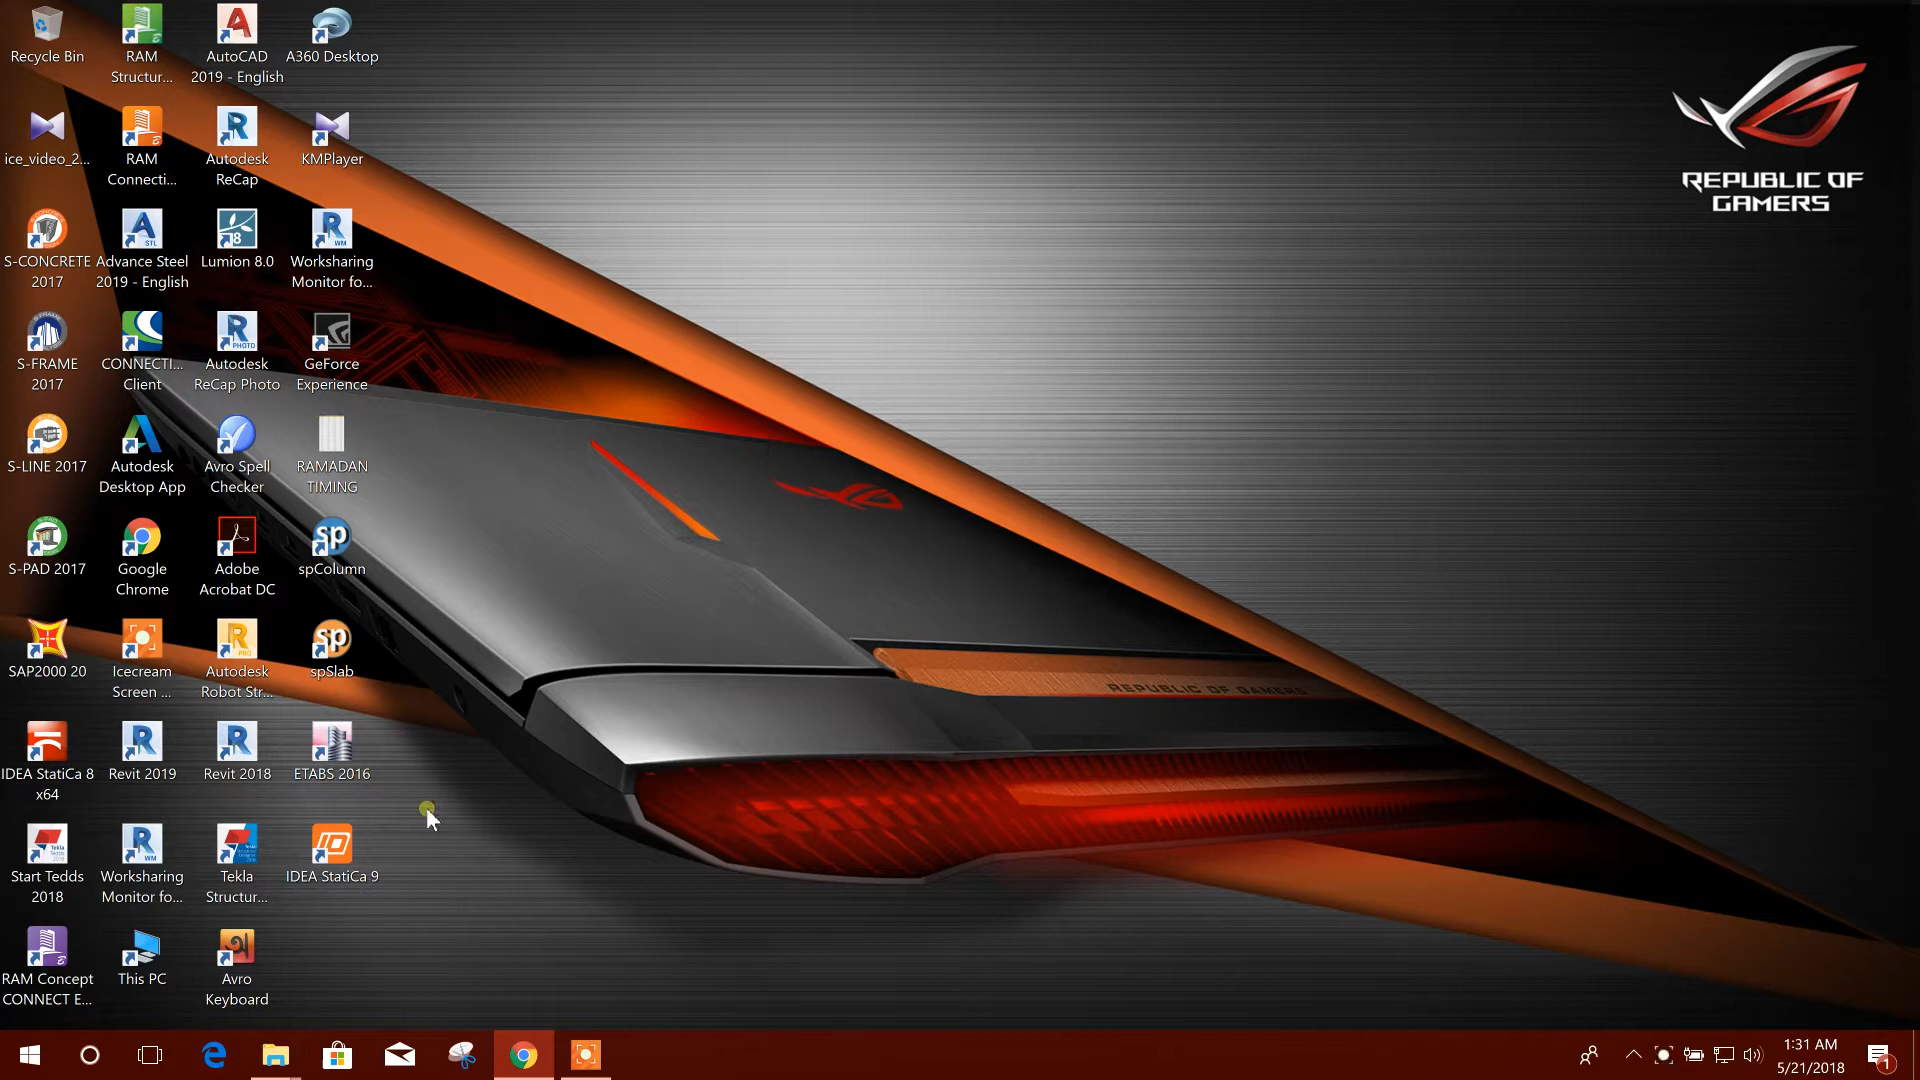 Recycle Bin
RAM
Structur...
AutoCAD
2019 - English
A360 Desktop
ice_video_2...
RAM
Connecti...
Autodesk
ReCap
KMPlayer
S-CONCRETE
2017
Advance Steel
2019 - English
Lumion 8.0
Worksharing
Monitor fo...
S-FRAME
2017
CONNECTI...
Client
Autodesk
ReCap Photo
GeForce
Experience
S-LINE 2017
Autodesk
Desktop App
Avro Spell
Checker
RAMADAN
TIMING
S-PAD 2017
Google
Chrome
Adobe
Acrobat DC
spColumn
SAP2000 20
Icecream
Screen ...
Autodesk
Robot Str...
spSlab
IDEA StatiCa 8
x64
Revit 2019
Revit 2018
ETABS 2016
Start Tedds
2018
Worksharing
Monitor fo...
Tekla
Structur...
IDEA StatiCa 9
RAM Concept
CONNECT E...
This PC
Avro
Keyboard
REPUBLIC OF
GAMERS
REPUBLIC OF GAMERS
1:31 AM
5/21/2018
1